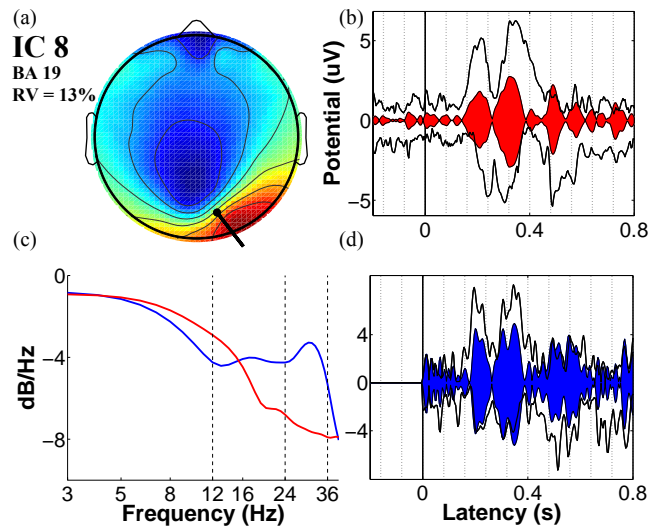 (a)
IC 8
BA 19
RV = 13%
(b)
Potential (uV)
5
0
−5
0
0.4
0.8
(c)
dB/Hz
0
−4
−8
3
5
8
12
16
24
36
Frequency (Hz)
(d)
4
0
−4
0
0.4
0.8
Latency (s)